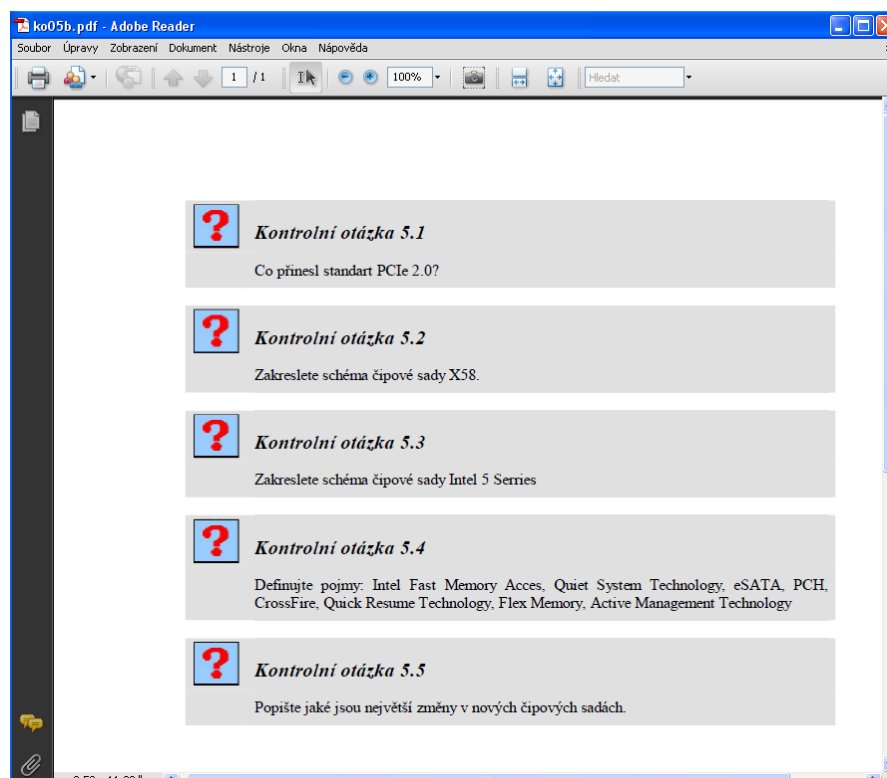 ko05b.pdf - Adobe Reader
Soubor Úpravy Zobrazení Dokument Nástroje Okna Nápověda
1 / 1 100% Hledat
?
Kontrolní otázka 5.1
Co přinesl standart PCIe 2.0?
?
Kontrolní otázka 5.2
Zakreslete schéma čipové sady X58.
?
Kontrolní otázka 5.3
Zakreslete schéma čipové sady Intel 5 Serries
?
Kontrolní otázka 5.4
Definujte pojmy: Intel Fast Memory Acces, Quiet System Technology, eSATA, PCH,
CrossFire, Quick Resume Technology, Flex Memory, Active Management Technology
?
Kontrolní otázka 5.5
Popište jaké jsou největší změny v nových čipových sadách.